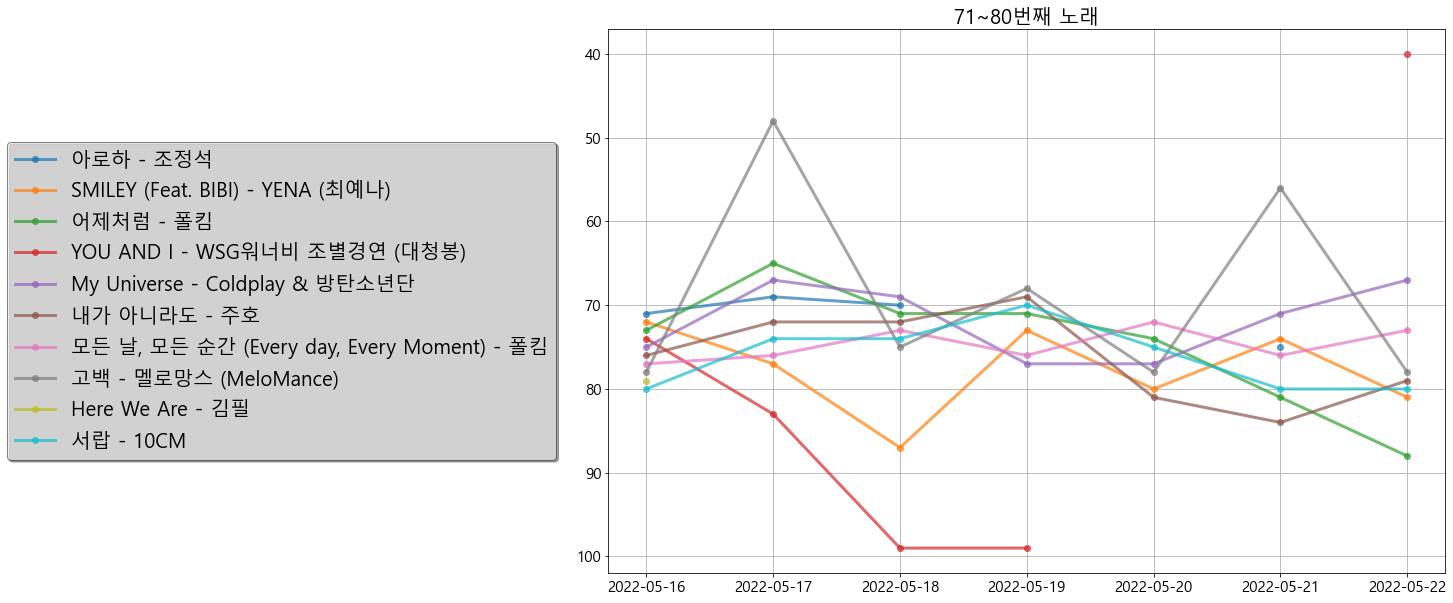 71~80번째 노래
아로하 - 조정석
SMILEY (Feat. BIBI) - YENA (최예나)
어제처럼 - 폴킴
YOU AND I - WSG워너비 조별경연 (대청봉)
My Universe - Coldplay & 방탄소년단
내가 아니라도 - 주호
모든 날, 모든 순간 (Every day, Every Moment) - 폴킴
고백 - 멜로망스 (MeloMance)
Here We Are - 김필
서랍 - 10CM
40
50
60
70
80
90
100
2022-05-16 2022-05-17 2022-05-18 2022-05-19 2022-05-20 2022-05-21 2022-05-22